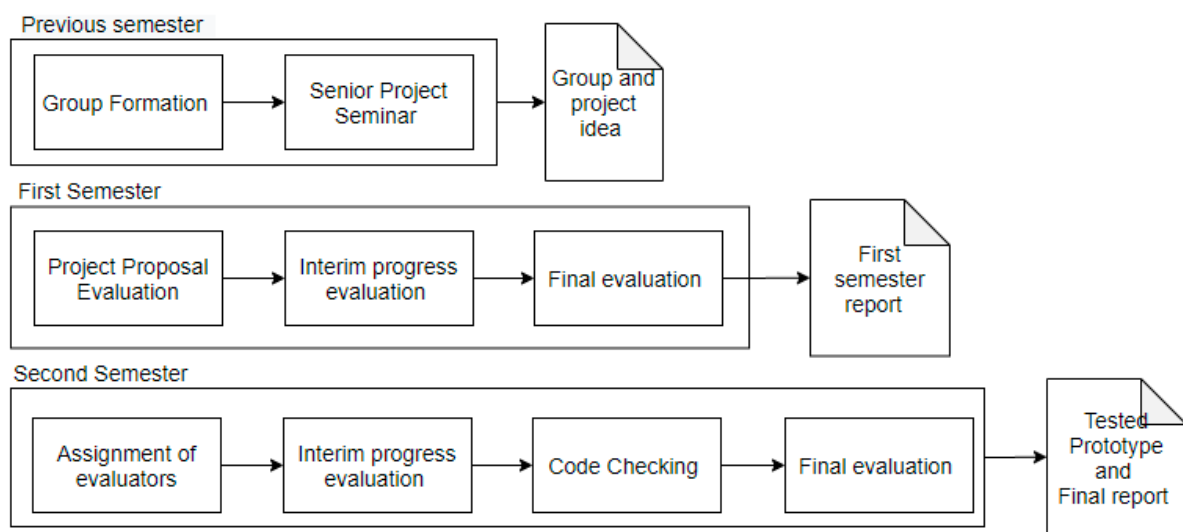 Previous semester
Group Formation
Senior Project
Seminar
Group and
project
idea
First Semester
Project Proposal
Evaluation
Interim progress
evaluation
Final evaluation
First
semester
report
Second Semester
Assignment of
evaluators
Interim progress
evaluation
Code Checking
Final evaluation
Tested
Prototype
and
Final report